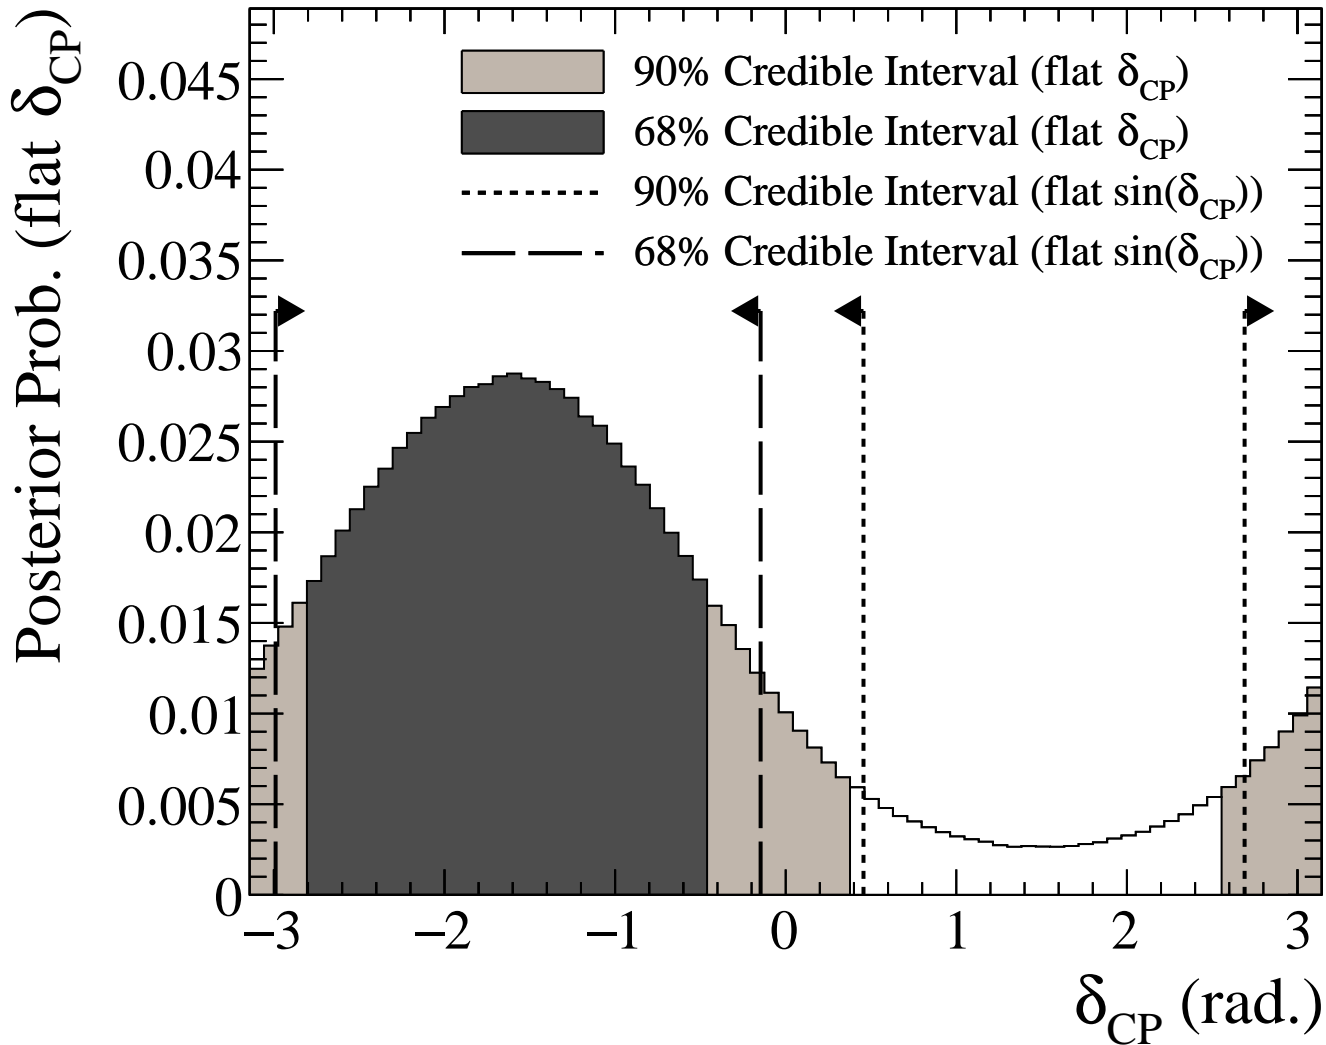 Posterior Prob. (flat δCP)
90% Credible Interval (flat δCP)
68% Credible Interval (flat δCP)
90% Credible Interval (flat sin(δCP))
68% Credible Interval (flat sin(δCP))
0.045
0.04
0.035
0.03
0.025
0.02
0.015
0.01
0.005
0
−3 −2 −1 0 1 2 3
δCP (rad.)